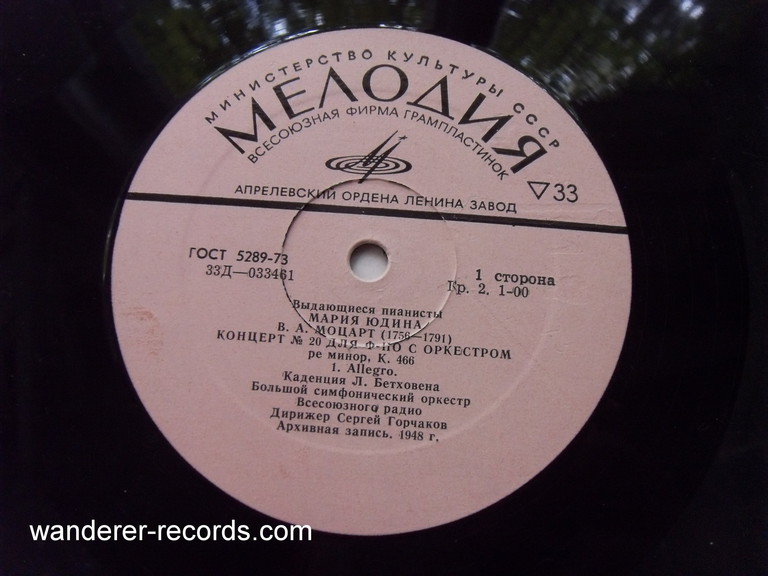 МИНИСТЕРСТВО КУЛЬТУРЫ СССР
МЕЛОДИЯ
ВСЕСОЮЗНАЯ ФИРМА ГРАМПЛАСТИНОК
▽33
АПРЕЛЕВСКИЙ ОРДЕНА ЛЕНИНА ЗАВОД
ГОСТ 5289-73
33Д—033461
1 сторона
Гр. 2. 1-00
Выдающиеся пианисты
МАРИЯ ЮДИНА
В. А. МОЦАРТ (1756—1791)
КОНЦЕРТ № 20 ДЛЯ Ф-ПО С ОРКЕСТРОМ
ре минор, К. 466
1. Allegro.
Каденция Л. Бетховена
Большой симфонический оркестр
Всесоюзного радио
Дирижер Сергей Горчаков
Архивная запись. 1948 г.
wanderer-records.com